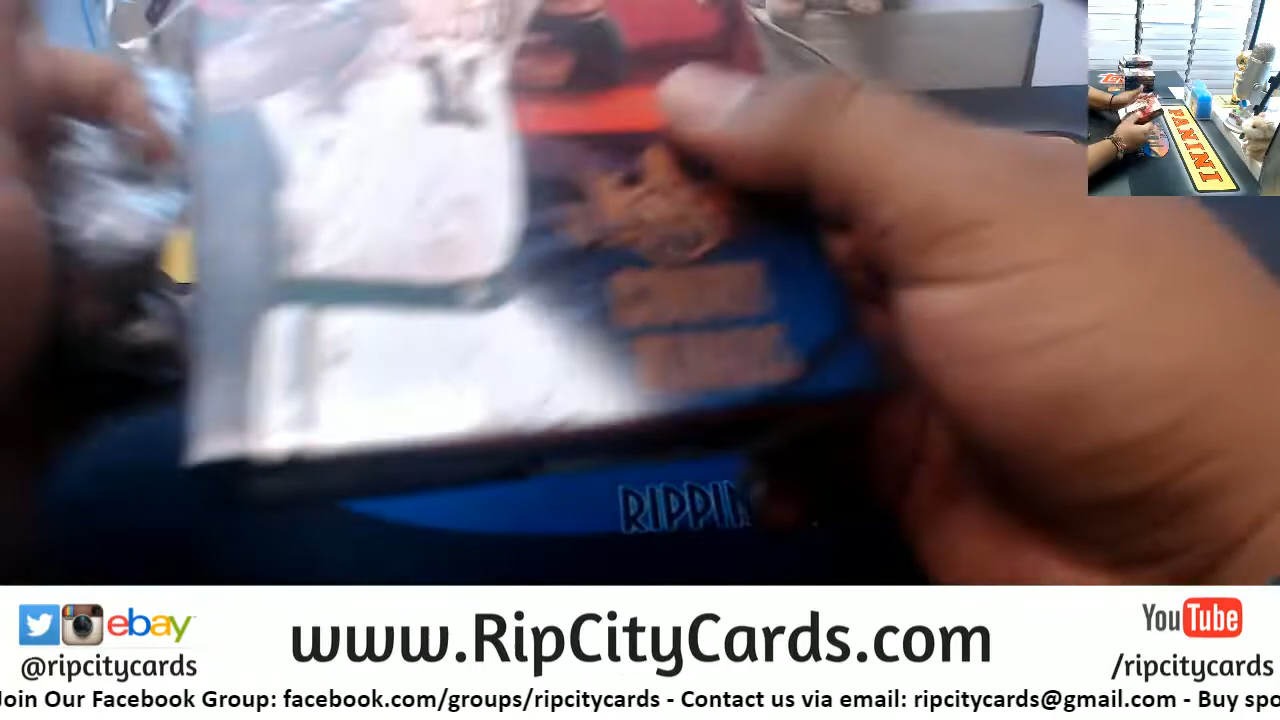 PANINI
RIPPIN
ebay
@ripcitycards
www.RipCityCards.com
YouTube
/ripcitycards
Join Our Facebook Group: facebook.com/groups/ripcitycards - Contact us via email: ripcitycards@gmail.com - Buy spo